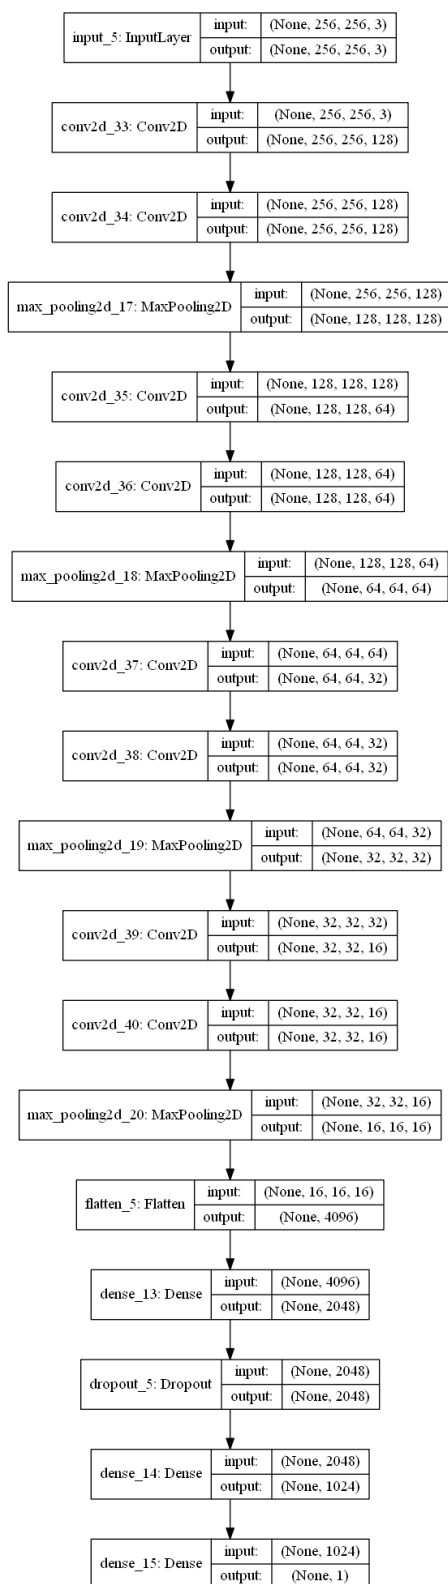 input_5: InputLayer
input: (None, 256, 256, 3)
output: (None, 256, 256, 3)
conv2d_33: Conv2D
input: (None, 256, 256, 3)
output: (None, 256, 256, 128)
conv2d_34: Conv2D
input: (None, 256, 256, 128)
output: (None, 256, 256, 128)
max_pooling2d_17: MaxPooling2D
input: (None, 256, 256, 128)
output: (None, 128, 128, 128)
conv2d_35: Conv2D
input: (None, 128, 128, 128)
output: (None, 128, 128, 64)
conv2d_36: Conv2D
input: (None, 128, 128, 64)
output: (None, 128, 128, 64)
max_pooling2d_18: MaxPooling2D
input: (None, 128, 128, 64)
output: (None, 64, 64, 64)
conv2d_37: Conv2D
input: (None, 64, 64, 64)
output: (None, 64, 64, 32)
conv2d_38: Conv2D
input: (None, 64, 64, 32)
output: (None, 64, 64, 32)
max_pooling2d_19: MaxPooling2D
input: (None, 64, 64, 32)
output: (None, 32, 32, 32)
conv2d_39: Conv2D
input: (None, 32, 32, 32)
output: (None, 32, 32, 16)
conv2d_40: Conv2D
input: (None, 32, 32, 16)
output: (None, 32, 32, 16)
max_pooling2d_20: MaxPooling2D
input: (None, 32, 32, 16)
output: (None, 16, 16, 16)
flatten_5: Flatten
input: (None, 16, 16, 16)
output: (None, 4096)
dense_13: Dense
input: (None, 4096)
output: (None, 2048)
dropout_5: Dropout
input: (None, 2048)
output: (None, 2048)
dense_14: Dense
input: (None, 2048)
output: (None, 1024)
dense_15: Dense
input: (None, 1024)
output: (None, 1)